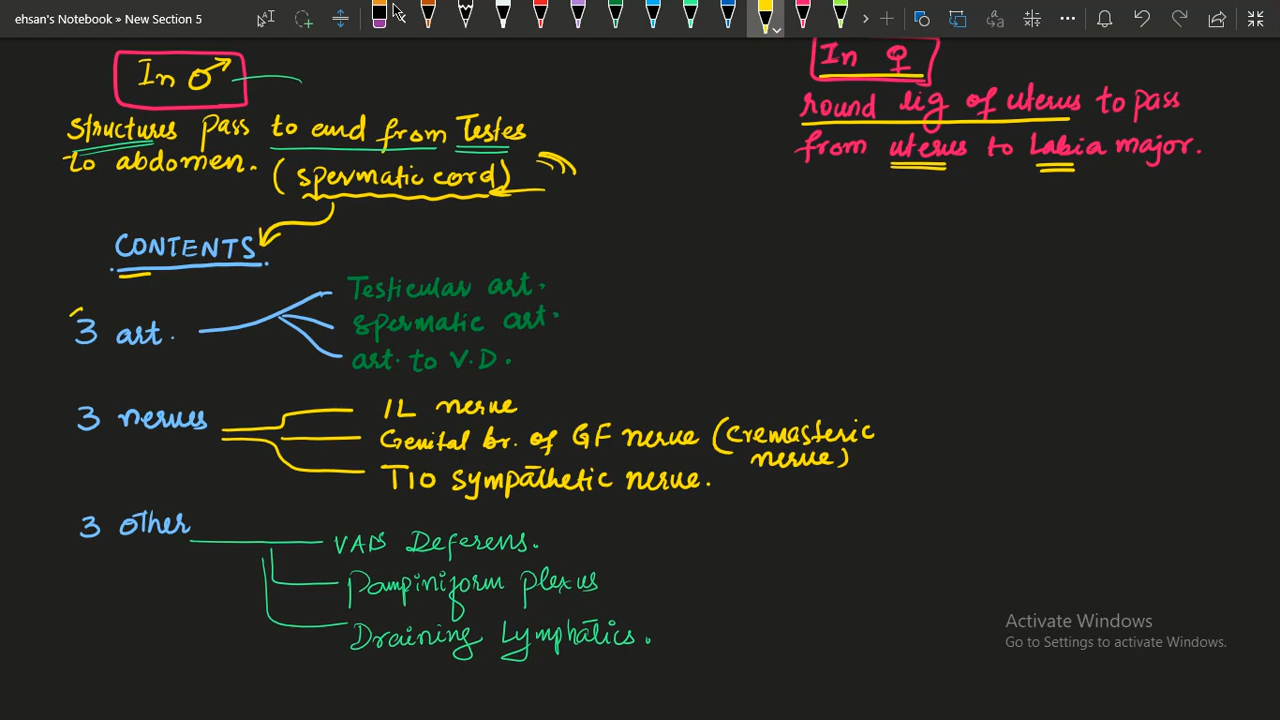 ehsan's Notebook » New Section 5
In ♂
Structures pass to and from Testes
to abdomen.
(spermatic cord)
CONTENTS
3 art.
Testicular art.
Spermatic art.
art. to V.D.
3 nerves
IL nerve
Genital br. of GF nerve (cremasteric
nerve)
T10 sympathetic nerve.
3 other
VAS Deferens.
Pampiniform plexus
Draining Lymphatics.
In ♀
round lig of uterus to pass
from uterus to Labia major.
Activate Windows
Go to Settings to activate Windows.